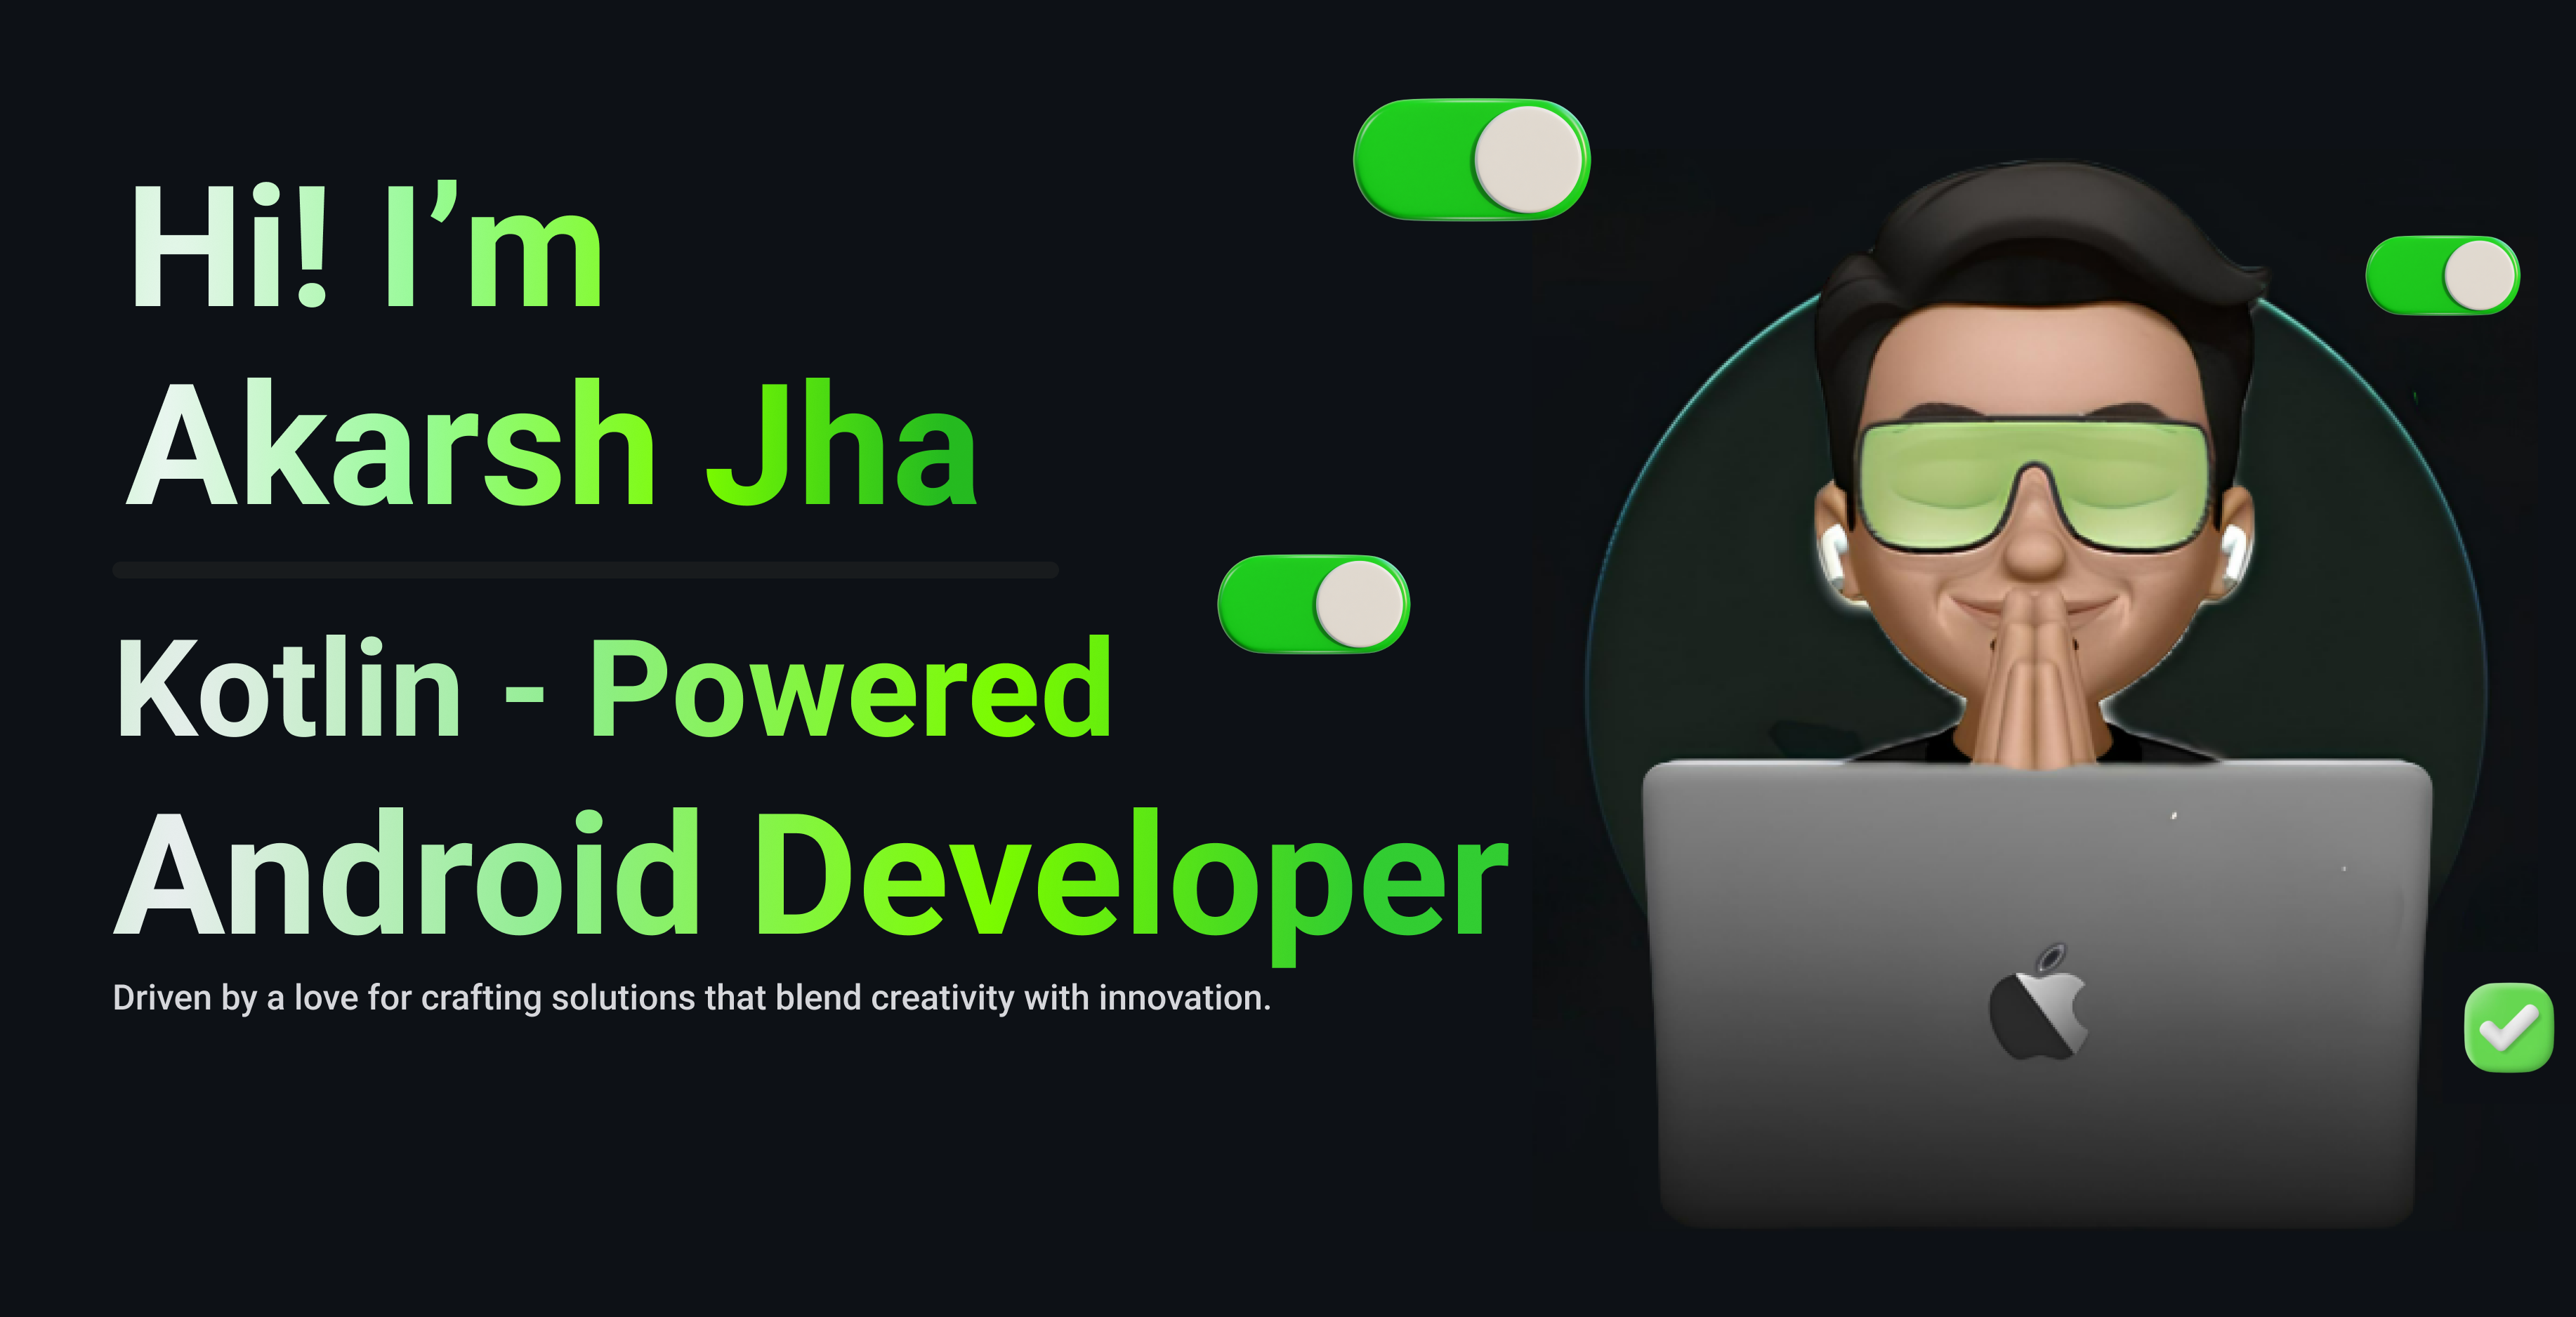 Hi! I’m
Akarsh Jha
Kotlin - Powered
Android Developer
Driven by a love for crafting solutions that blend creativity with innovation.